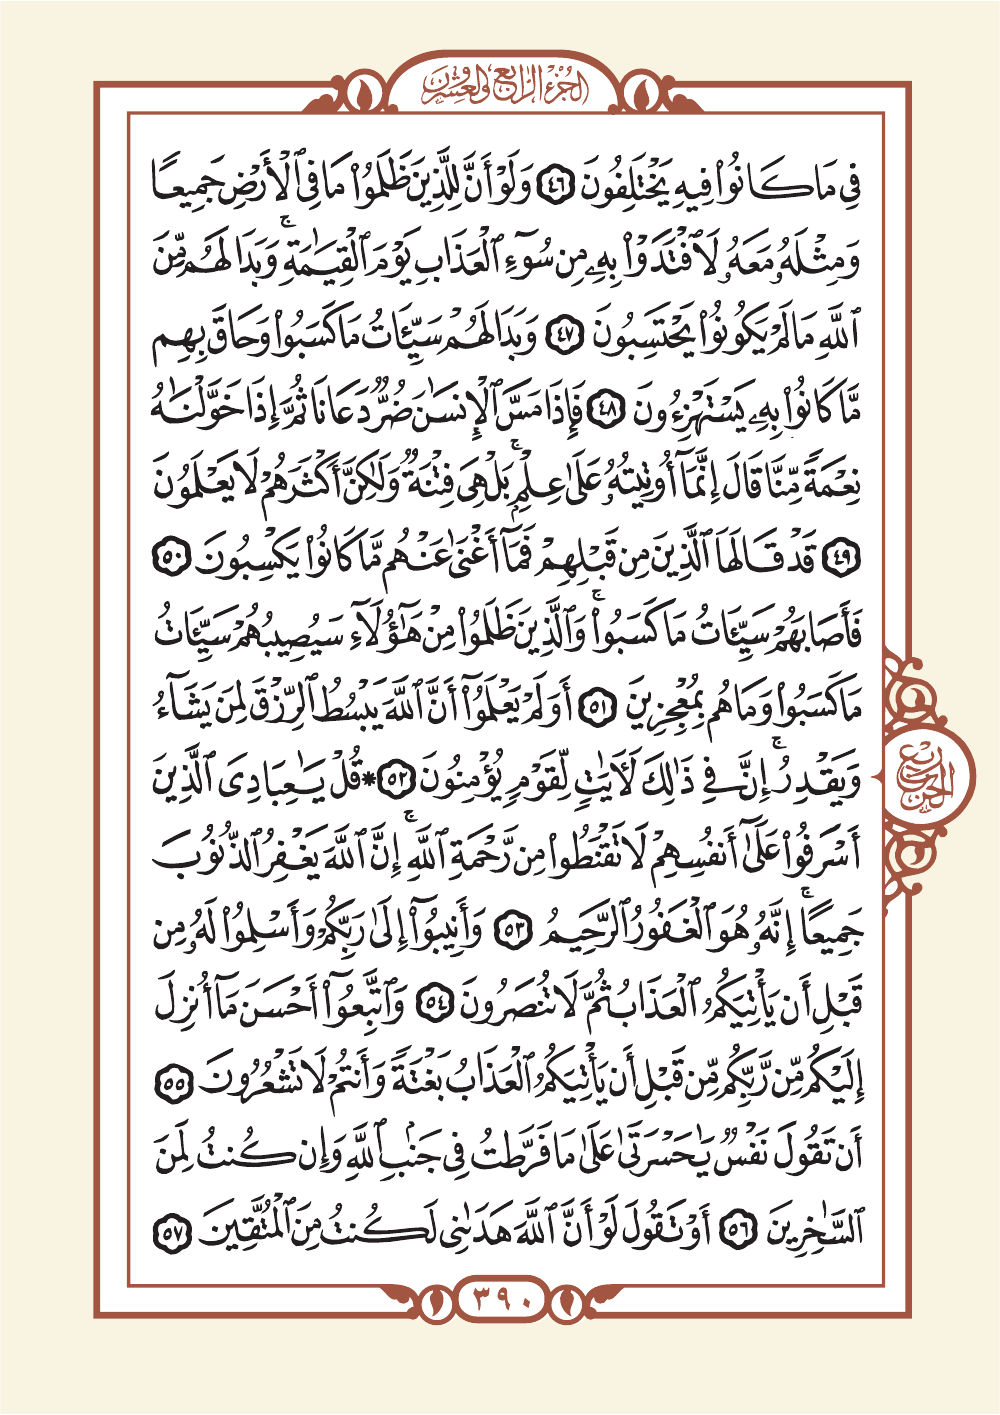 الجزء الرابع والعشرون
فِي مَا كَانُوا۟ فِيهِ يَخْتَلِفُونَ ٤٦ وَلَوْ أَنَّ لِلَّذِينَ ظَلَمُوا۟ مَا فِى ٱلْأَرْضِ جَمِيعًا
وَمِثْلَهُۥ مَعَهُۥ لَٱفْتَدَوْا۟ بِهِۦ مِن سُوٓءِ ٱلْعَذَابِ يَوْمَ ٱلْقِيَٰمَةِۚ وَبَدَا لَهُم مِّنَ
ٱللَّهِ مَا لَمْ يَكُونُوا۟ يَحْتَسِبُونَ ٤٧ وَبَدَا لَهُمْ سَيِّـَٔاتُ مَا كَسَبُوا۟ وَحَاقَ بِهِم
مَّا كَانُوا۟ بِهِۦ يَسْتَهْزِءُونَ ٤٨ فَإِذَا مَسَّ ٱلْإِنسَٰنَ ضُرٌّ دَعَانَا ثُمَّ إِذَا خَوَّلْنَٰهُ
نِعْمَةً مِّنَّا قَالَ إِنَّمَآ أُوتِيتُهُۥ عَلَىٰ عِلْمٍۭۚ بَلْ هِىَ فِتْنَةٌ وَلَٰكِنَّ أَكْثَرَهُمْ لَا يَعْلَمُونَ
٤٩ قَدْ قَالَهَا ٱلَّذِينَ مِن قَبْلِهِمْ فَمَآ أَغْنَىٰ عَنْهُم مَّا كَانُوا۟ يَكْسِبُونَ ٥٠
فَأَصَابَهُمْ سَيِّـَٔاتُ مَا كَسَبُوا۟ۚ وَٱلَّذِينَ ظَلَمُوا۟ مِنْ هَٰٓؤُلَآءِ سَيُصِيبُهُمْ سَيِّـَٔاتُ
مَا كَسَبُوا۟ وَمَا هُم بِمُعْجِزِينَ ٥١ أَوَلَمْ يَعْلَمُوٓا۟ أَنَّ ٱللَّهَ يَبْسُطُ ٱلرِّزْقَ لِمَن يَشَآءُ
وَيَقْدِرُۚ إِنَّ فِى ذَٰلِكَ لَءَايَٰتٍ لِّقَوْمٍ يُؤْمِنُونَ ٥٢ * قُلْ يَٰعِبَادِىَ ٱلَّذِينَ
أَسْرَفُوا۟ عَلَىٰٓ أَنفُسِهِمْ لَا تَقْنَطُوا۟ مِن رَّحْمَةِ ٱللَّهِۚ إِنَّ ٱللَّهَ يَغْفِرُ ٱلذُّنُوبَ
جَمِيعًاۚ إِنَّهُۥ هُوَ ٱلْغَفُورُ ٱلرَّحِيمُ ٥٣ وَأَنِيبُوٓا۟ إِلَىٰ رَبِّكُمْ وَأَسْلِمُوا۟ لَهُۥ مِن
قَبْلِ أَن يَأْتِيَكُمُ ٱلْعَذَابُ ثُمَّ لَا تُنصَرُونَ ٥٤ وَٱتَّبِعُوٓا۟ أَحْسَنَ مَآ أُنزِلَ
إِلَيْكُم مِّن رَّبِّكُم مِّن قَبْلِ أَن يَأْتِيَكُمُ ٱلْعَذَابُ بَغْتَةً وَأَنتُمْ لَا تَشْعُرُونَ ٥٥
أَن تَقُولَ نَفْسٌ يَٰحَسْرَتَىٰ عَلَىٰ مَا فَرَّطتُ فِى جَنۢبِ ٱللَّهِ وَإِن كُنتُ لَمِنَ
ٱلسَّٰخِرِينَ ٥٦ أَوْ تَقُولَ لَوْ أَنَّ ٱللَّهَ هَدَىٰنِى لَكُنتُ مِنَ ٱلْمُتَّقِينَ ٥٧
ربع
الحزب
٣٩٠